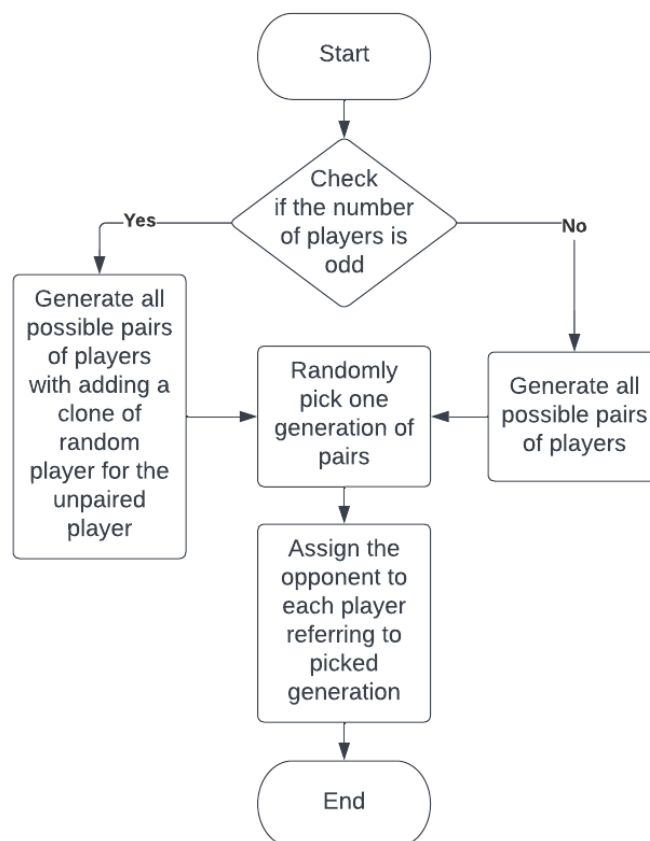 Start
Check
if the number
of players is
odd
Yes
No
Generate all
possible pairs
of players
with adding a
clone of
random
player for the
unpaired
player
Randomly
pick one
generation of
pairs
Generate all
possible pairs
of players
Assign the
opponent to
each player
referring to
picked
generation
End